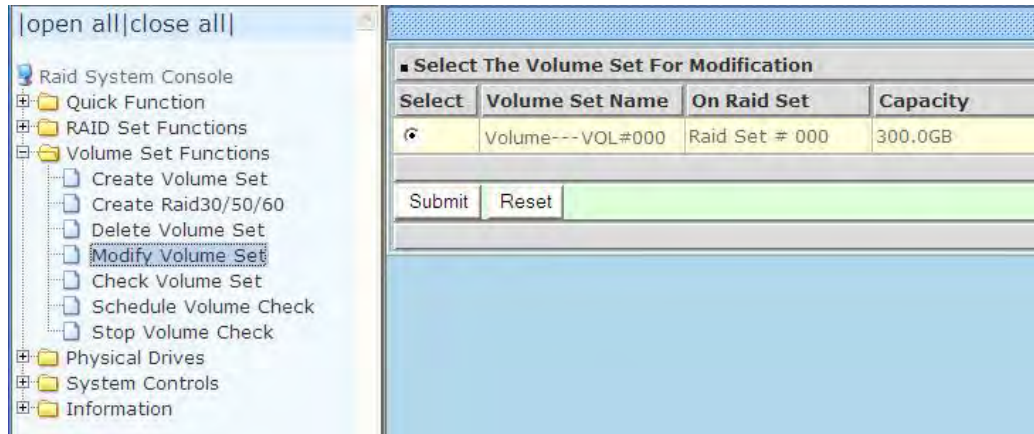 |open all|close all|
Raid System Console
Quick Function
RAID Set Functions
Volume Set Functions
Create Volume Set
Create Raid30/50/60
Delete Volume Set
Modify Volume Set
Check Volume Set
Schedule Volume Check
Stop Volume Check
Physical Drives
System Controls
Information
Select The Volume Set For Modification
Select Volume Set Name On Raid Set Capacity
Volume---VOL#000 Raid Set # 000 300.0GB
Submit Reset